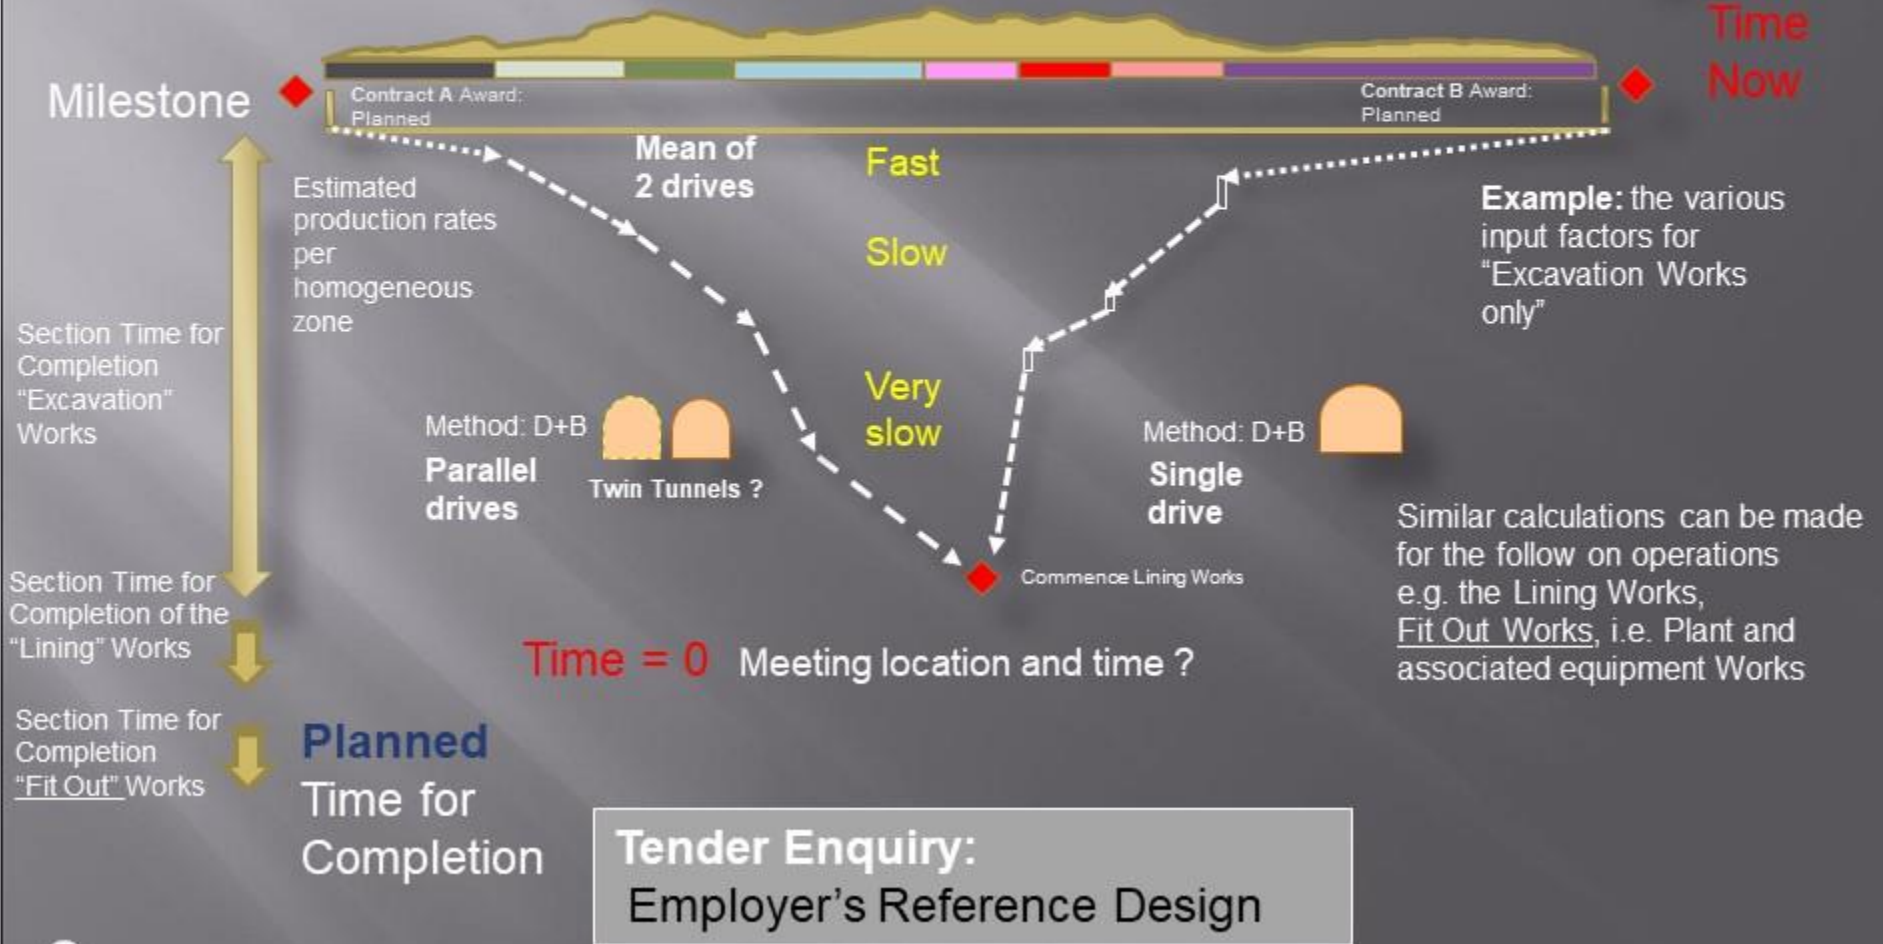 Time
Now
Milestone
Contract A Award:
Planned
Contract B Award:
Planned
Mean of
2 drives
Fast
Slow
Very
slow
Estimated
production rates
per
homogeneous
zone
Example: the various
input factors for
“Excavation Works
only”
Section Time for
Completion
“Excavation”
Works
Method: D+B
Parallel
drives
Twin Tunnels ?
Method: D+B
Single
drive
Similar calculations can be made
for the follow on operations
e.g. the Lining Works,
Fit Out Works, i.e. Plant and
associated equipment Works
Commence Lining Works
Section Time for
Completion of the
“Lining” Works
Time = 0 Meeting location and time ?
Section Time for
Completion
“Fit Out” Works
Planned
Time for
Completion
Tender Enquiry:
Employer’s Reference Design